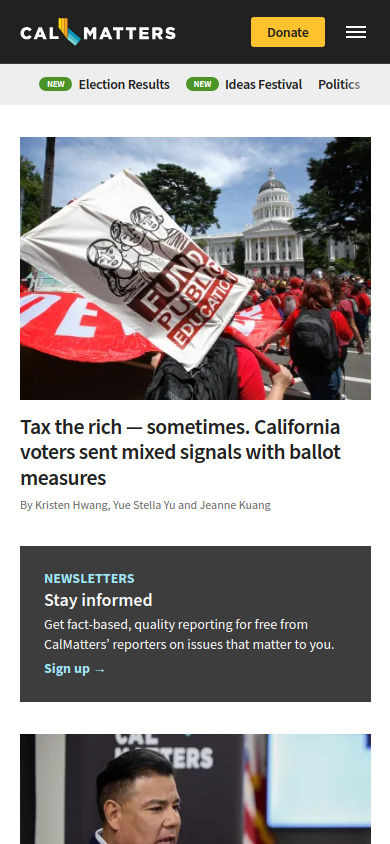 CAL MATTERS
Donate
NEW Election Results NEW Ideas Festival Politics
FUND
PUBLIC
EDUCATION
Tax the rich — sometimes. California
voters sent mixed signals with ballot
measures
By Kristen Hwang, Yue Stella Yu and Jeanne Kuang
NEWSLETTERS
Stay informed
Get fact-based, quality reporting for free from
CalMatters’ reporters on issues that matter to you.
Sign up →
CAL
MATTERS